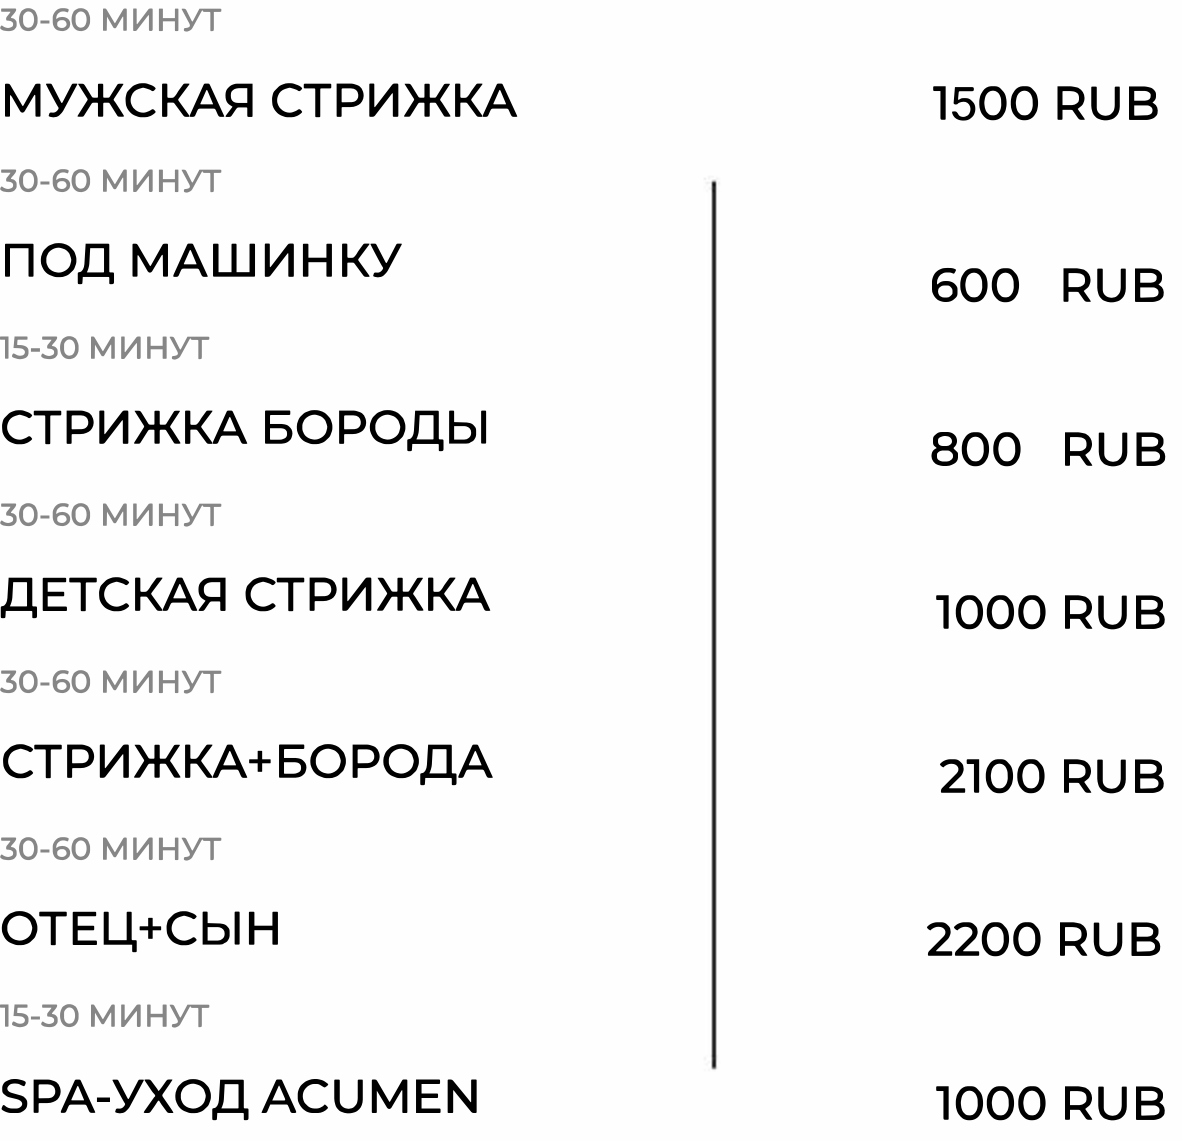 30-60 МИНУТ
МУЖСКАЯ СТРИЖКА 1500 RUB
30-60 МИНУТ
ПОД МАШИНКУ 600 RUB
15-30 МИНУТ
СТРИЖКА БОРОДЫ 800 RUB
30-60 МИНУТ
ДЕТСКАЯ СТРИЖКА 1000 RUB
30-60 МИНУТ
СТРИЖКА+БОРОДА 2100 RUB
30-60 МИНУТ
ОТЕЦ+СЫН 2200 RUB
15-30 МИНУТ
SPA-УХОД ACUMEN 1000 RUB